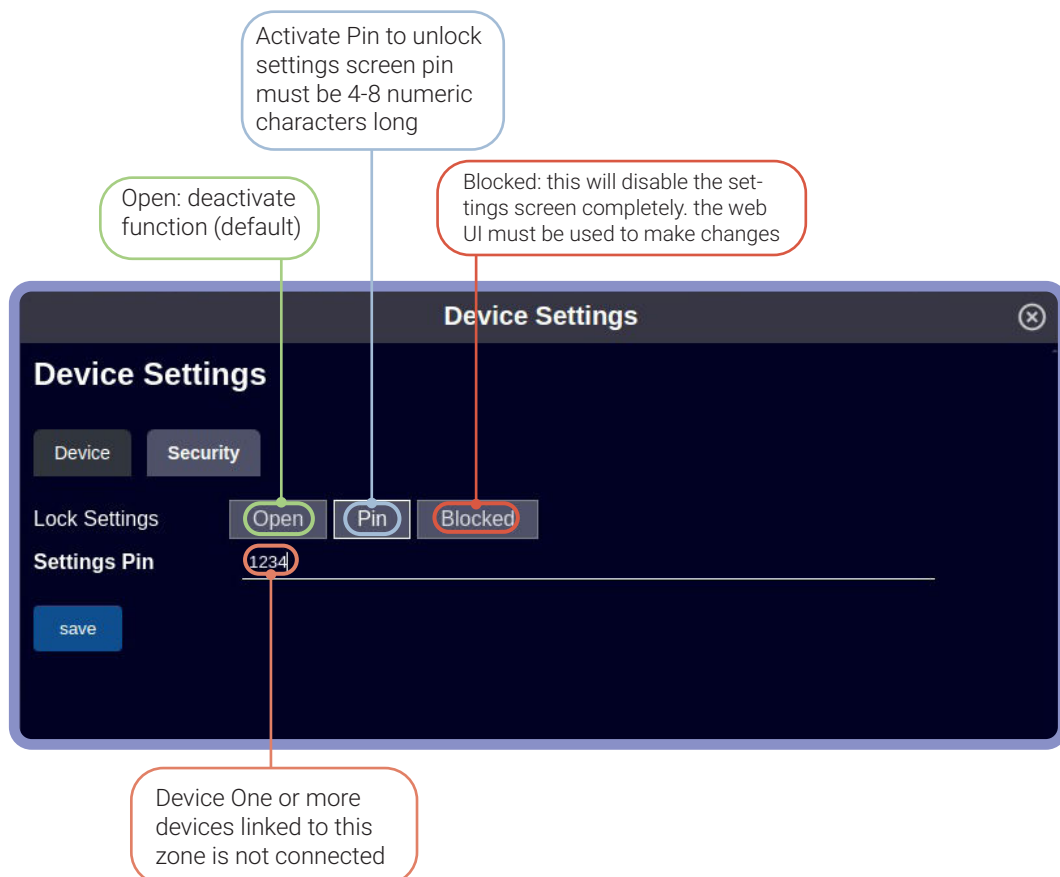 Activate Pin to unlock
settings screen pin
must be 4-8 numeric
characters long
Open: deactivate
function (default)
Blocked: this will disable the set-
tings screen completely. the web
UI must be used to make changes
Device Settings
Device Settings
Device Security
Lock Settings Open Pin Blocked
Settings Pin 1234
save
Device One or more
devices linked to this
zone is not connected